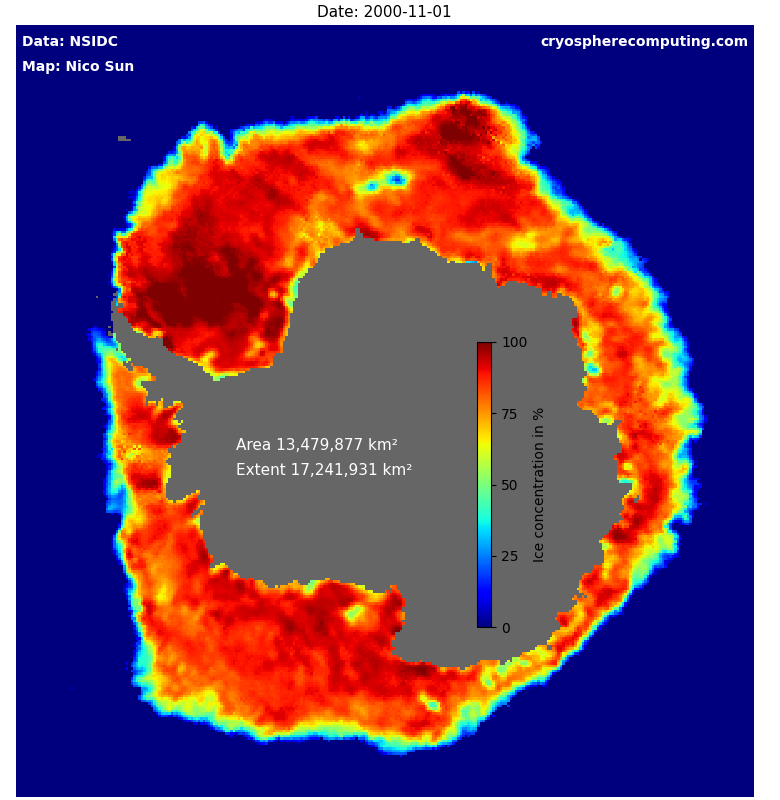 Date: 2000-11-01
Data: NSIDC
cryospherecomputing.com
Map: Nico Sun
100
75
50
25
0
Ice concentration in %
Area 13,479,877 km²
Extent 17,241,931 km²